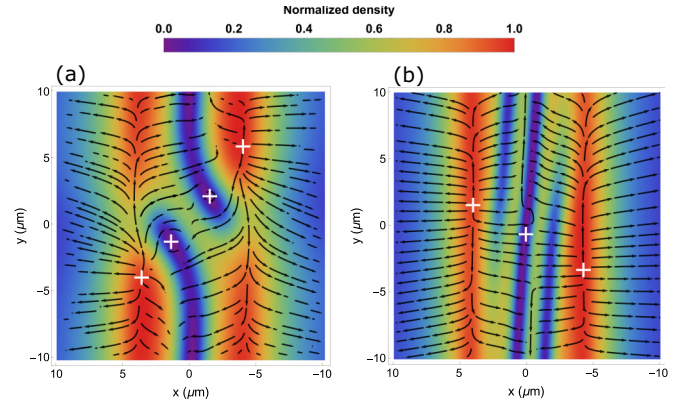 Normalized density
0.0 0.2 0.4 0.6 0.8 1.0
(a) (b)
10 10
5 5
0 0
−5 −5
−10 −10
y (μm) y (μm)
10 5 0 −5 −10 10 5 0 −5 −10
x (μm) x (μm)